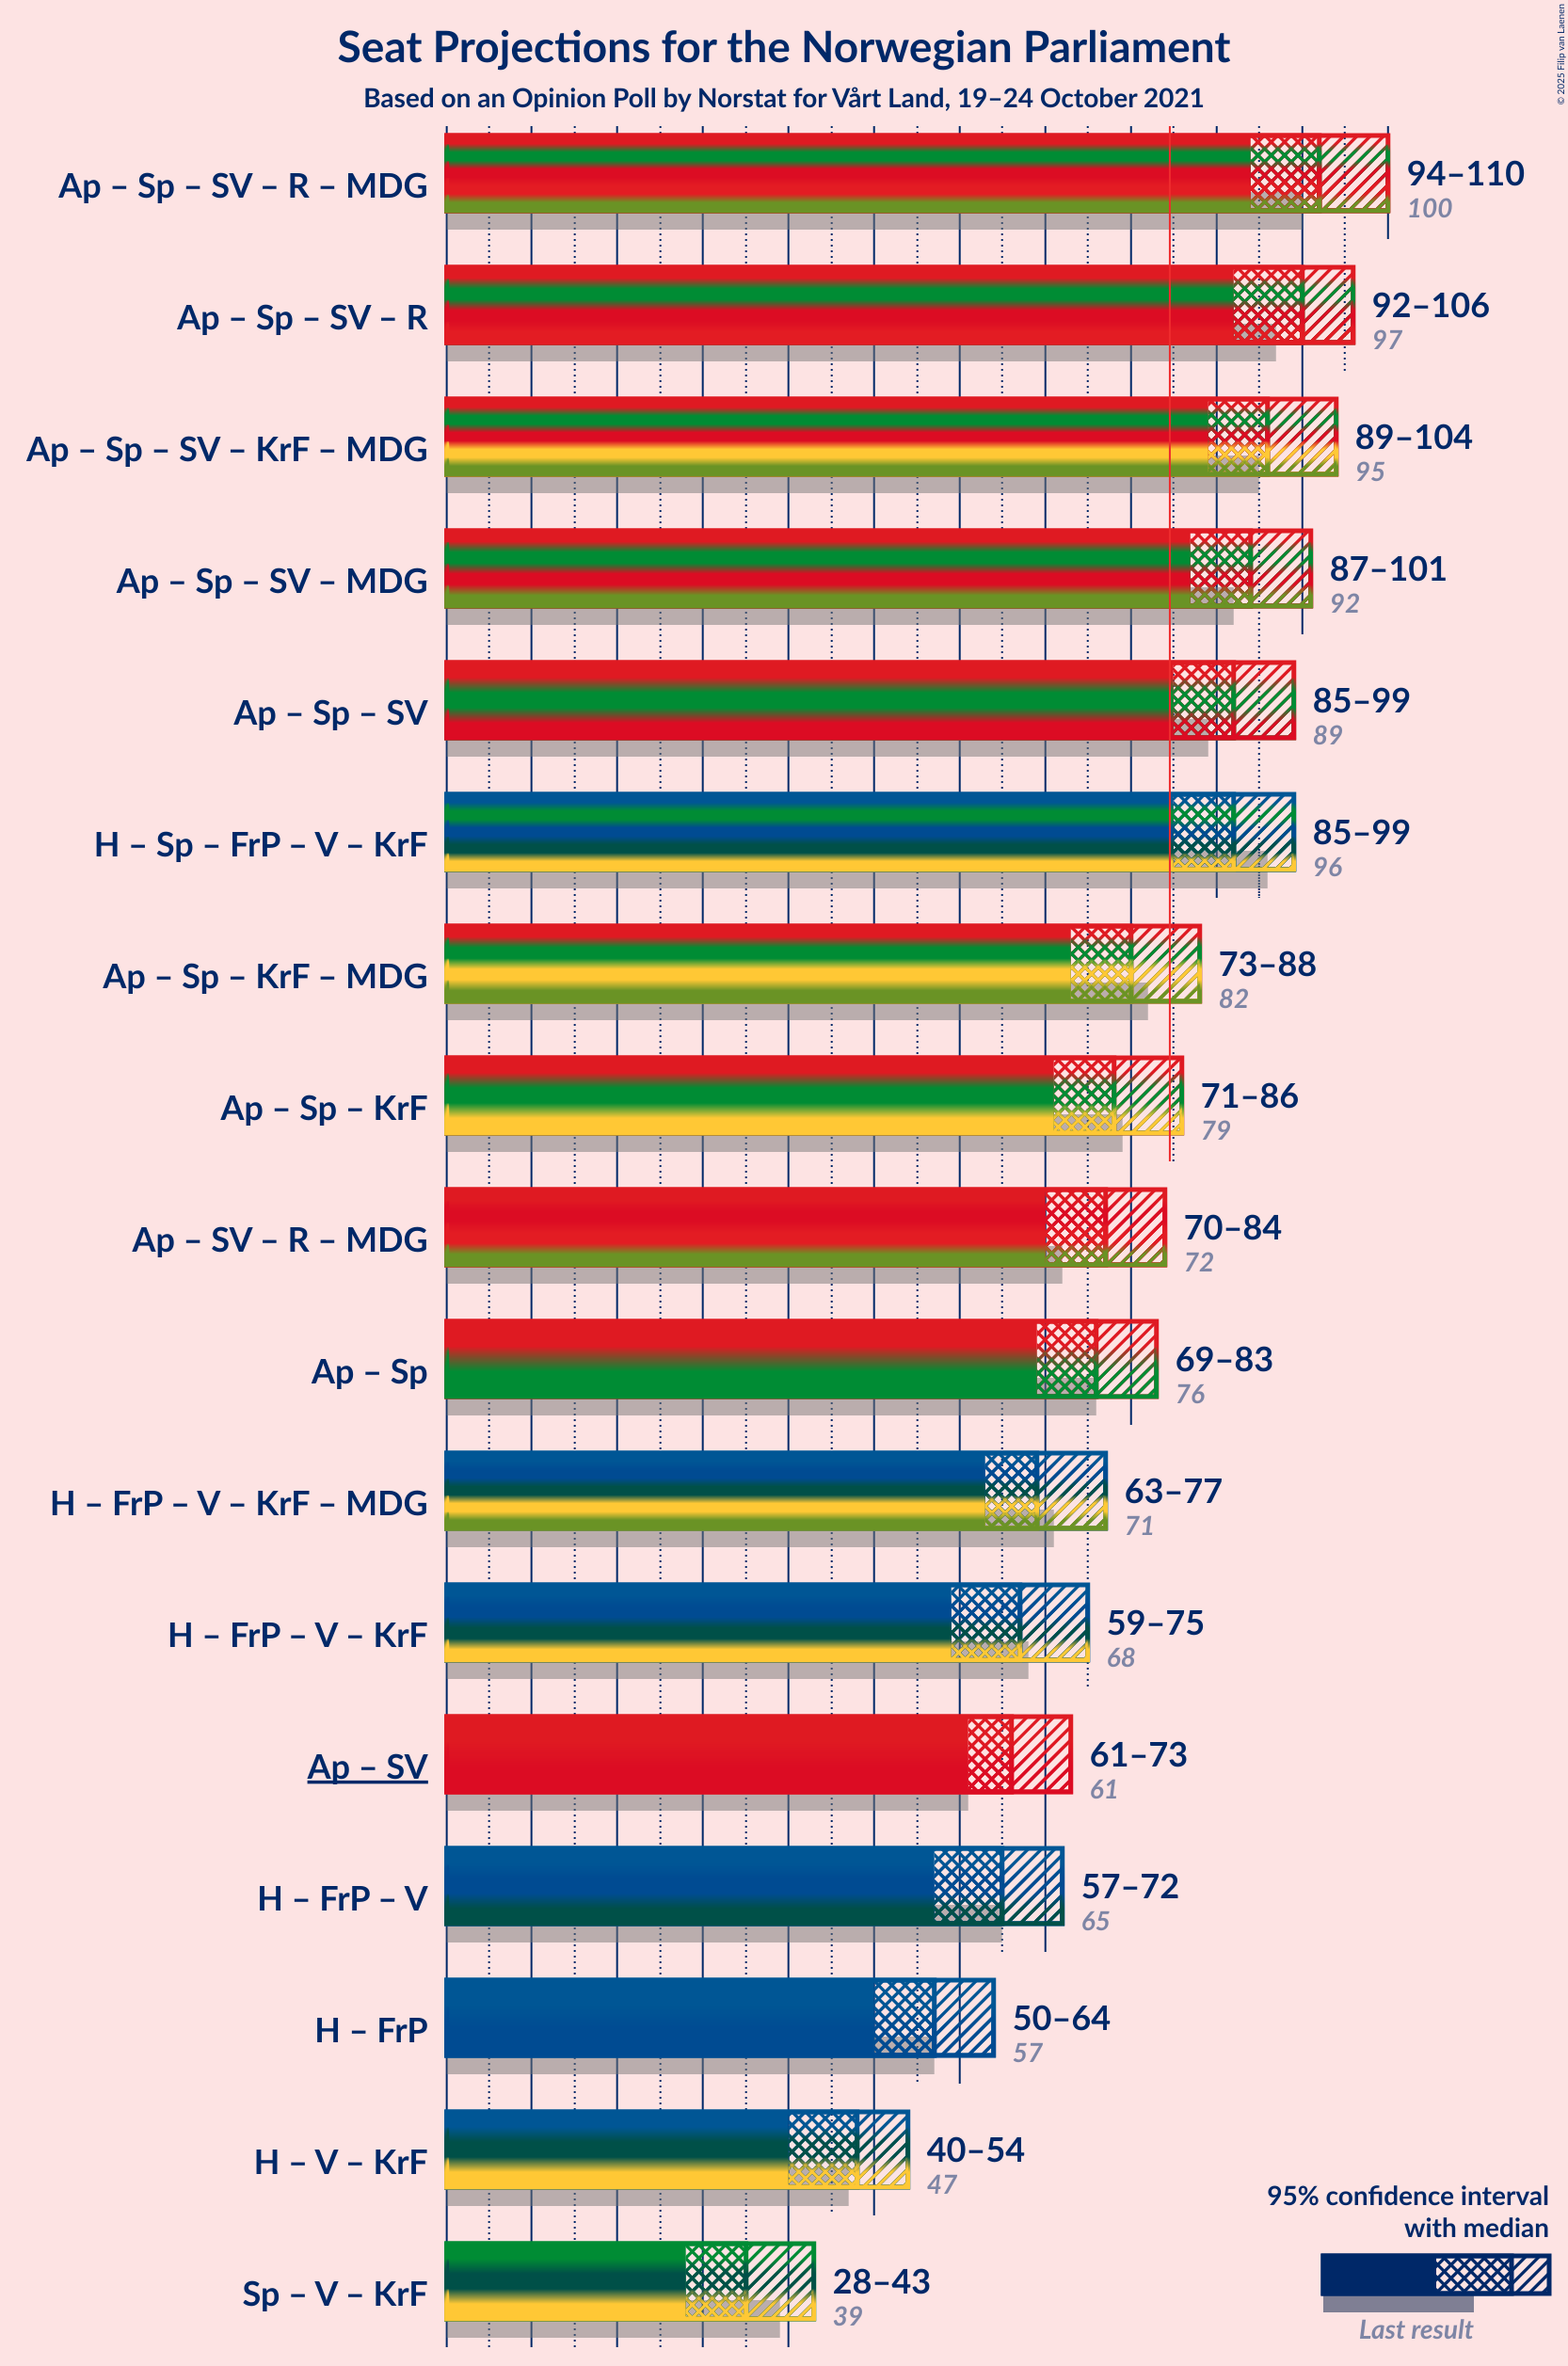 Seat Projections for the Norwegian Parliament
Based on an Opinion Poll by Norstat for Vårt Land, 19–24 October 2021
© 2025 Filip van Laenen
Ap – Sp – SV – R – MDG
94–110
100
Ap – Sp – SV – R
92–106
97
Ap – Sp – SV – KrF – MDG
89–104
95
Ap – Sp – SV – MDG
87–101
92
Ap – Sp – SV
85–99
89
H – Sp – FrP – V – KrF
85–99
96
Ap – Sp – KrF – MDG
73–88
82
Ap – Sp – KrF
71–86
79
Ap – SV – R – MDG
70–84
72
Ap – Sp
69–83
76
H – FrP – V – KrF – MDG
63–77
71
H – FrP – V – KrF
59–75
68
Ap – SV
61–73
61
H – FrP – V
57–72
65
H – FrP
50–64
57
H – V – KrF
40–54
47
Sp – V – KrF
28–43
39
95% confidence interval
with median
Last result